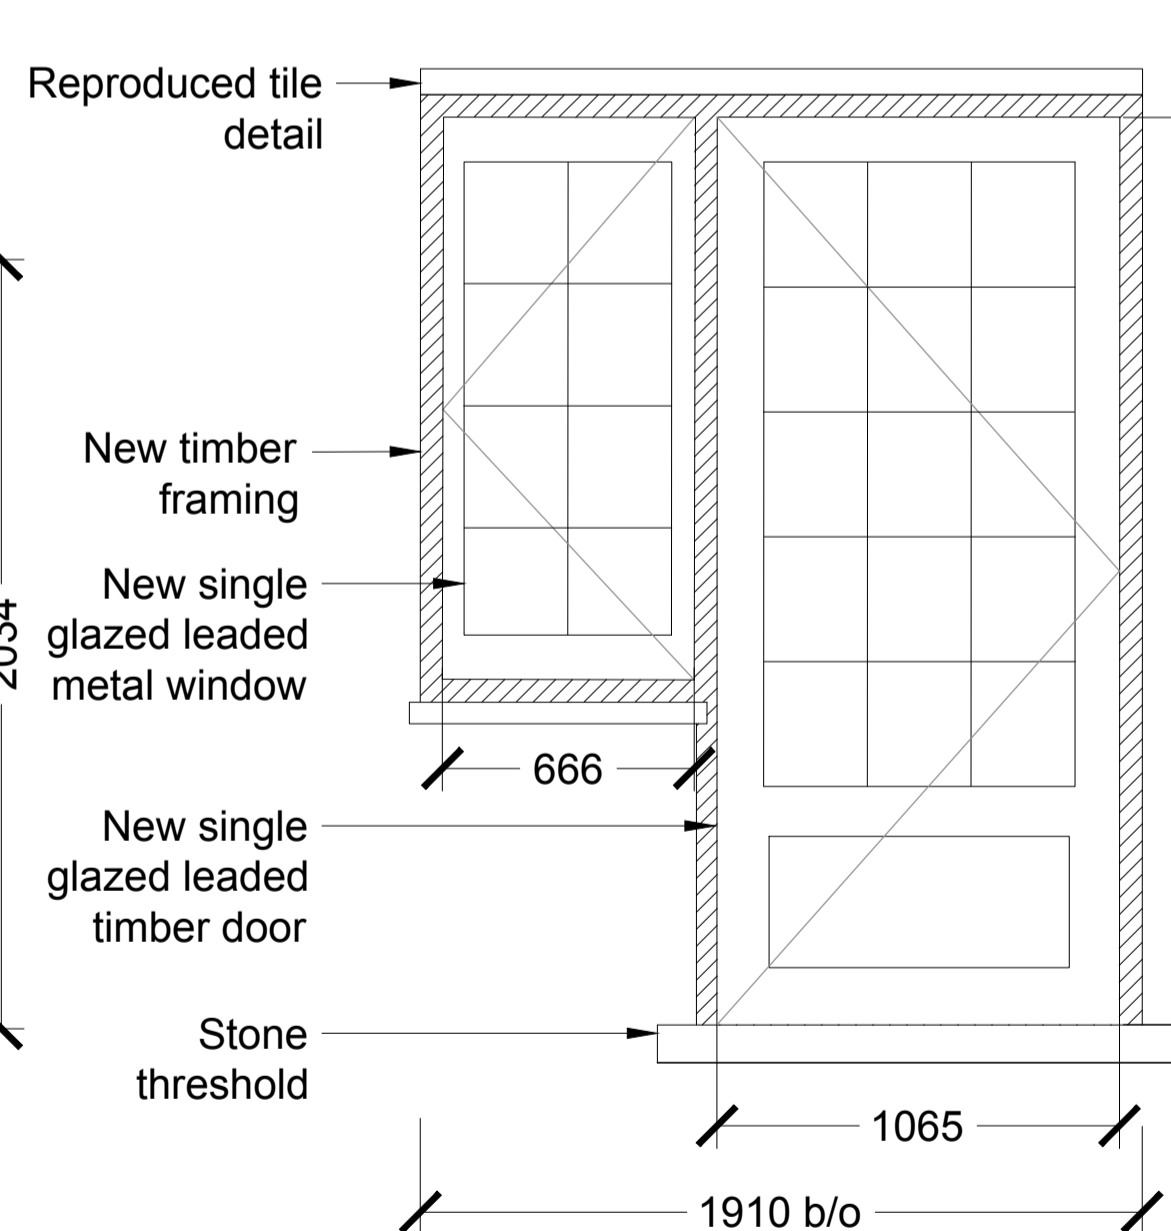 Reproduced tile
detail
New timber
framing
New single
glazed leaded
metal window
2034
666
New single
glazed leaded
timber door
Stone
threshold
1065
1910 b/o